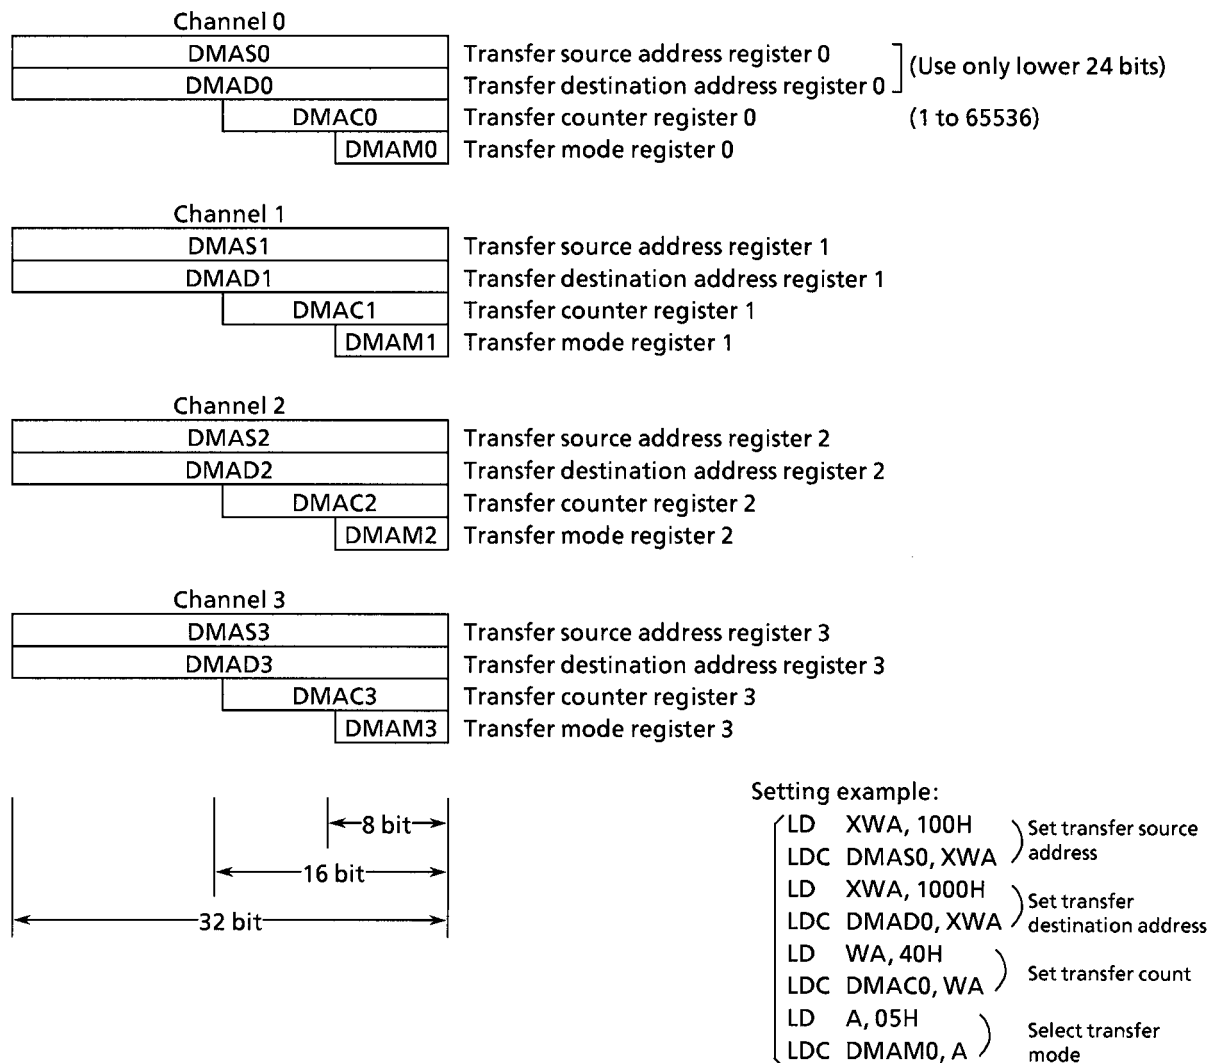 Channel 0
DMAS0 Transfer source address register 0
DMAD0 Transfer destination address register 0 (Use only lower 24 bits)
DMAC0 Transfer counter register 0 (1 to 65536)
DMAM0 Transfer mode register 0
Channel 1
DMAS1 Transfer source address register 1
DMAD1 Transfer destination address register 1
DMAC1 Transfer counter register 1
DMAM1 Transfer mode register 1
Channel 2
DMAS2 Transfer source address register 2
DMAD2 Transfer destination address register 2
DMAC2 Transfer counter register 2
DMAM2 Transfer mode register 2
Channel 3
DMAS3 Transfer source address register 3
DMAD3 Transfer destination address register 3
DMAC3 Transfer counter register 3
DMAM3 Transfer mode register 3
8 bit
16 bit
32 bit
Setting example:
LD XWA, 100H
LDC DMAS0, XWA
Set transfer source
address
LD XWA, 1000H
LDC DMAD0, XWA
Set transfer
destination address
LD WA, 40H
LDC DMAC0, WA
Set transfer count
LD A, 05H
LDC DMAM0, A
Select transfer
mode